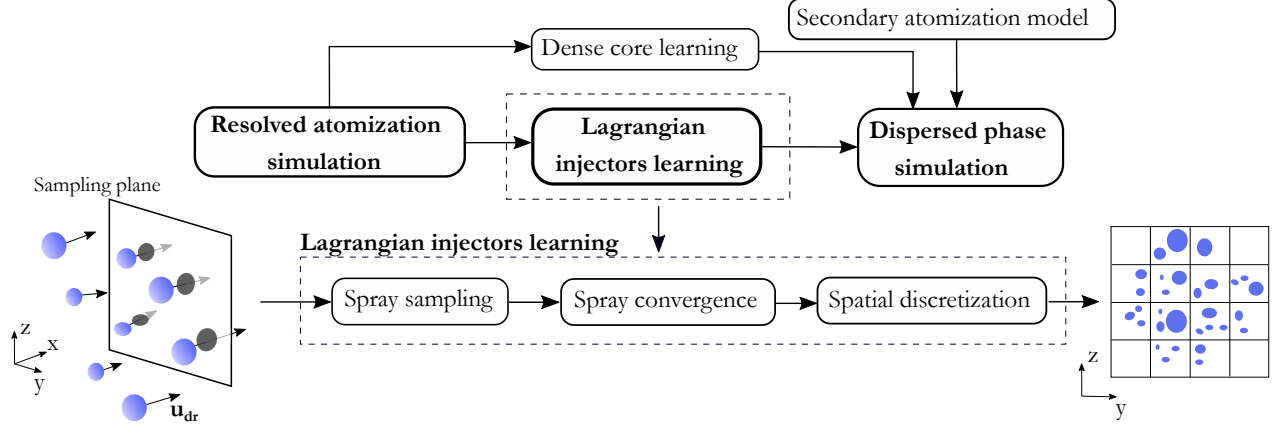 Secondary atomization model
Dense core learning
Resolved atomization
simulation
Lagrangian
injectors learning
Dispersed phase
simulation
Sampling plane
Lagrangian injectors learning
Spray sampling
Spray convergence
Spatial discretization
z
x
y
u_dr
z
y